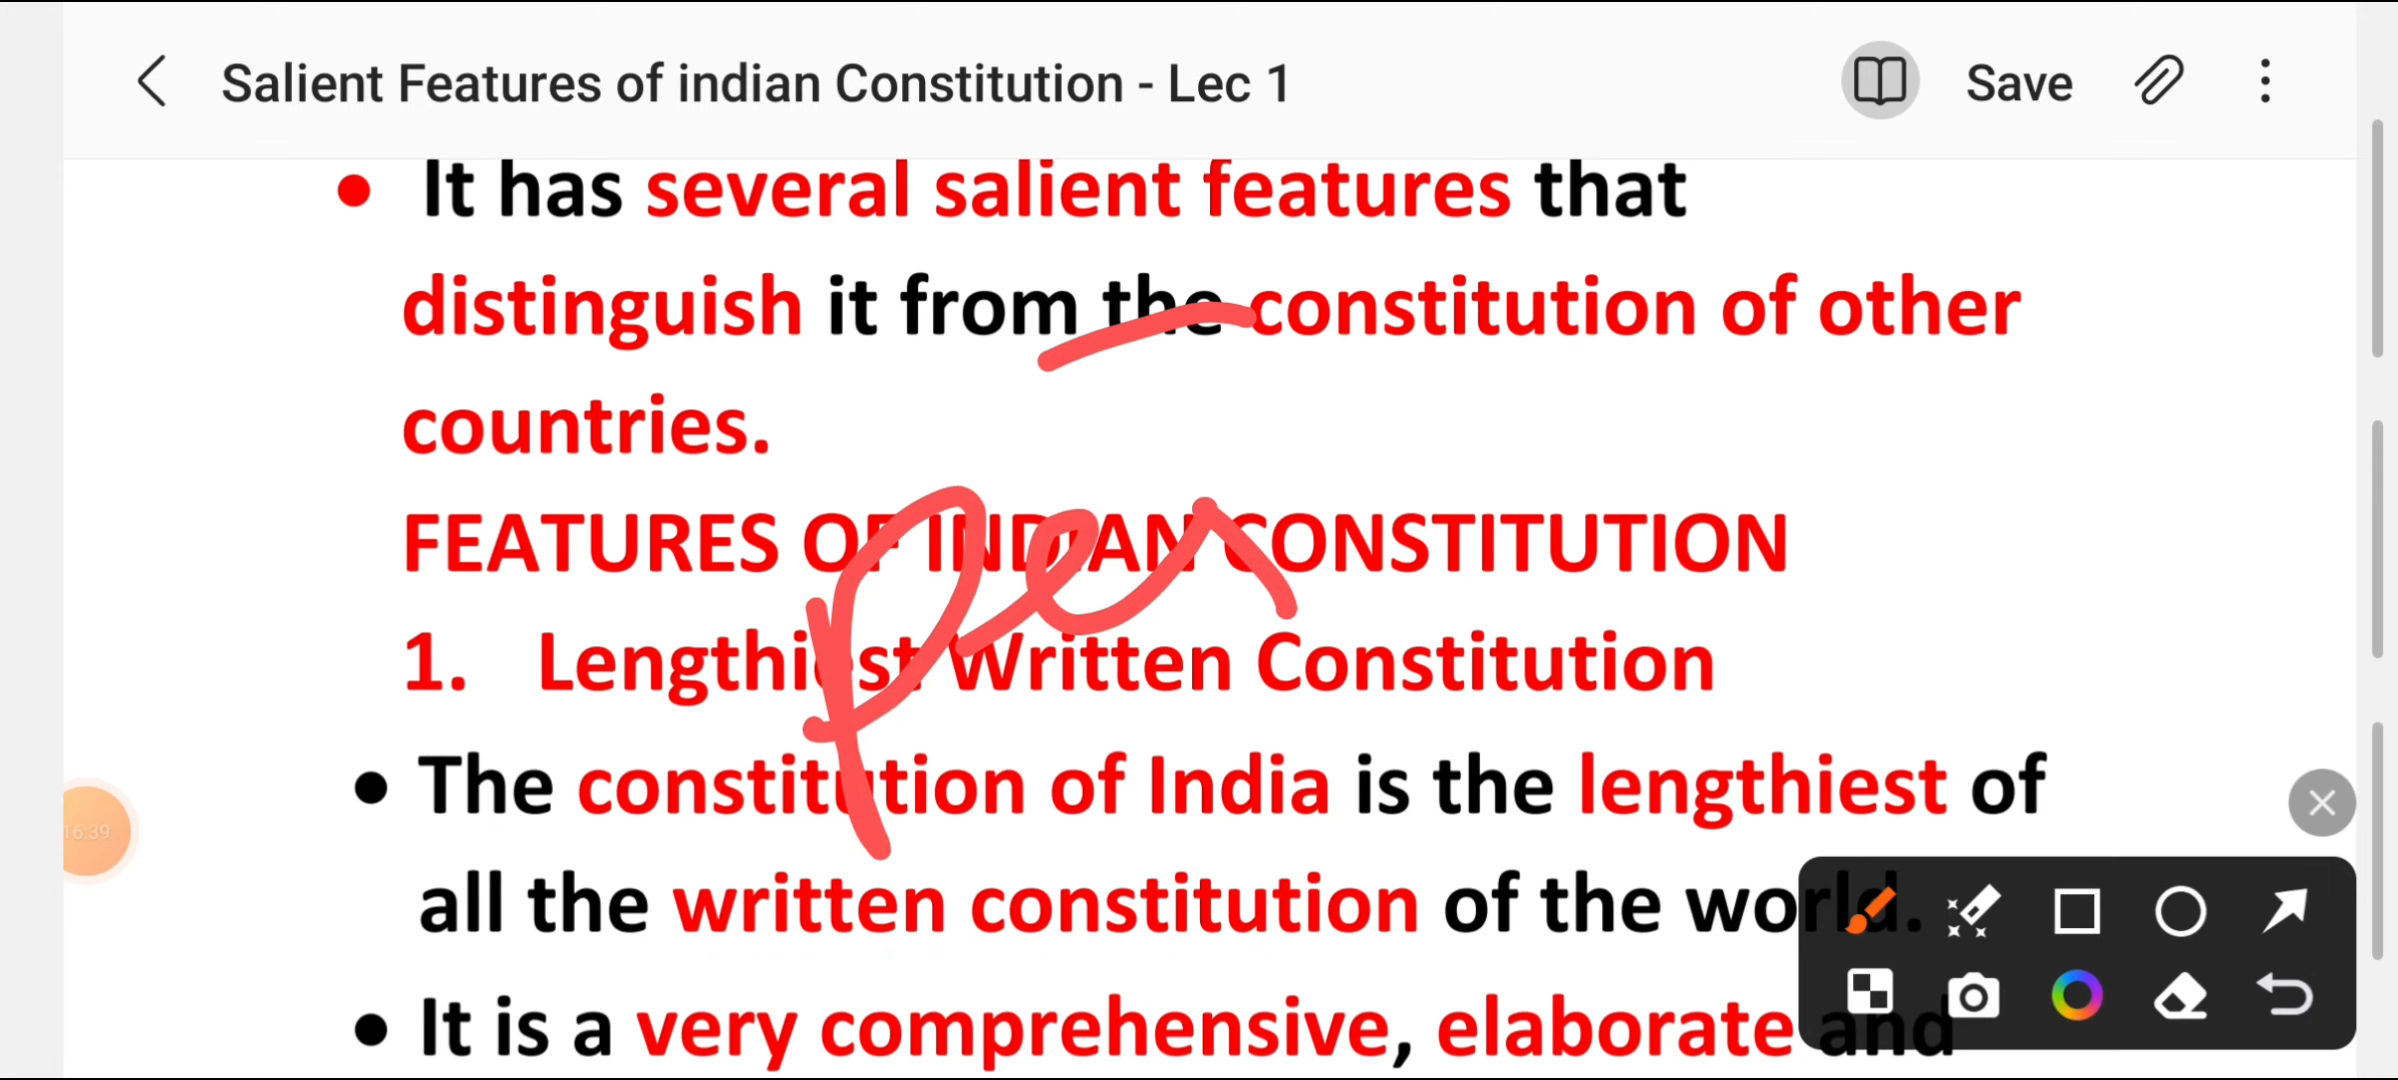 Salient Features of indian Constitution - Lec 1 Save
It has several salient features that
distinguish it from the constitution of other
countries.
FEATURES OF INDIAN CONSTITUTION
1. Lengthiest Written Constitution
• The constitution of India is the lengthiest of
all the written constitution of the world.
• It is a very comprehensive, elaborate and
16:39